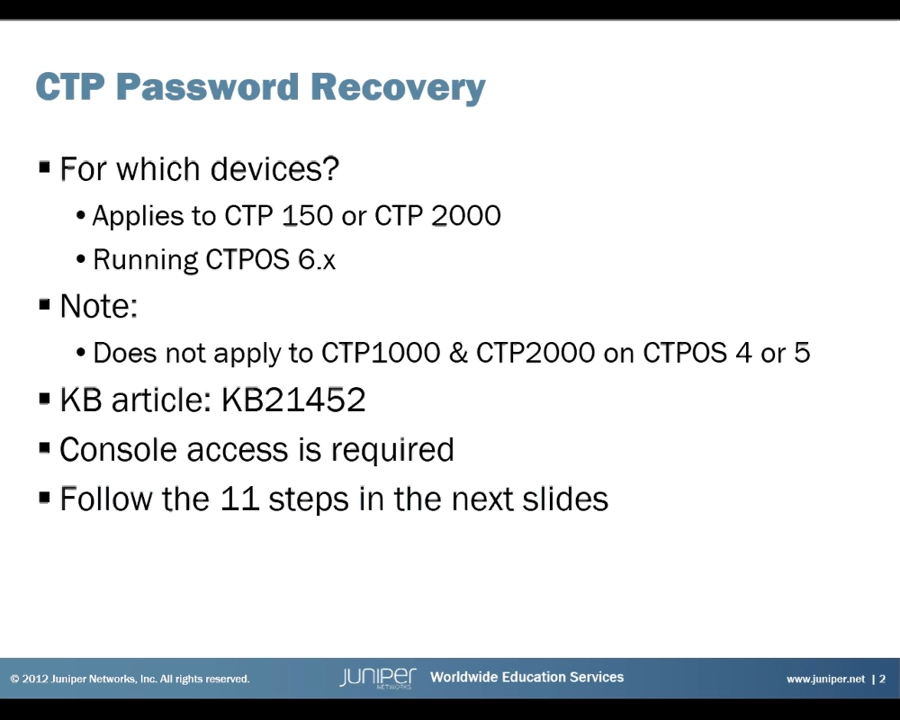 CTP Password Recovery
▪ For which devices?
• Applies to CTP 150 or CTP 2000
• Running CTPOS 6.x
▪ Note:
• Does not apply to CTP1000 & CTP2000 on CTPOS 4 or 5
▪ KB article: KB21452
▪ Console access is required
▪ Follow the 11 steps in the next slides
© 2012 Juniper Networks, Inc. All rights reserved. JUNIPER NETWORKS Worldwide Education Services www.juniper.net | 2